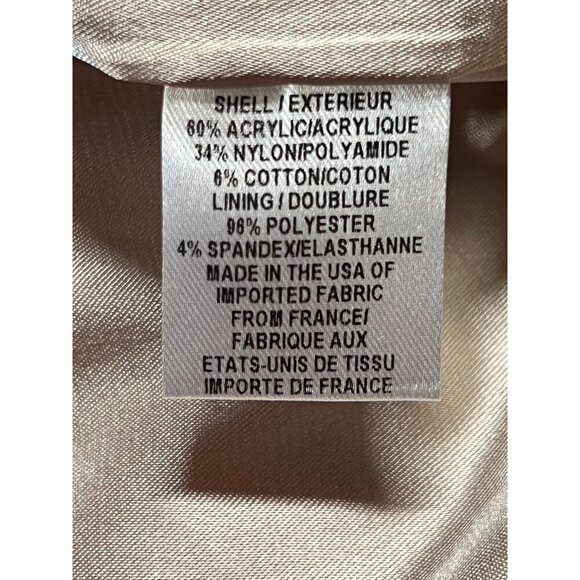 SHELL / EXTERIEUR
60% ACRYLIC/ACRYLIQUE
34% NYLON/POLYAMIDE
6% COTTON/COTON
LINING / DOUBLURE
96% POLYESTER
4% SPANDEX/ELASTHANNE
MADE IN THE USA OF
IMPORTED FABRIC
FROM FRANCE/
FABRIQUE AUX
ETATS-UNIS DE TISSU
IMPORTE DE FRANCE